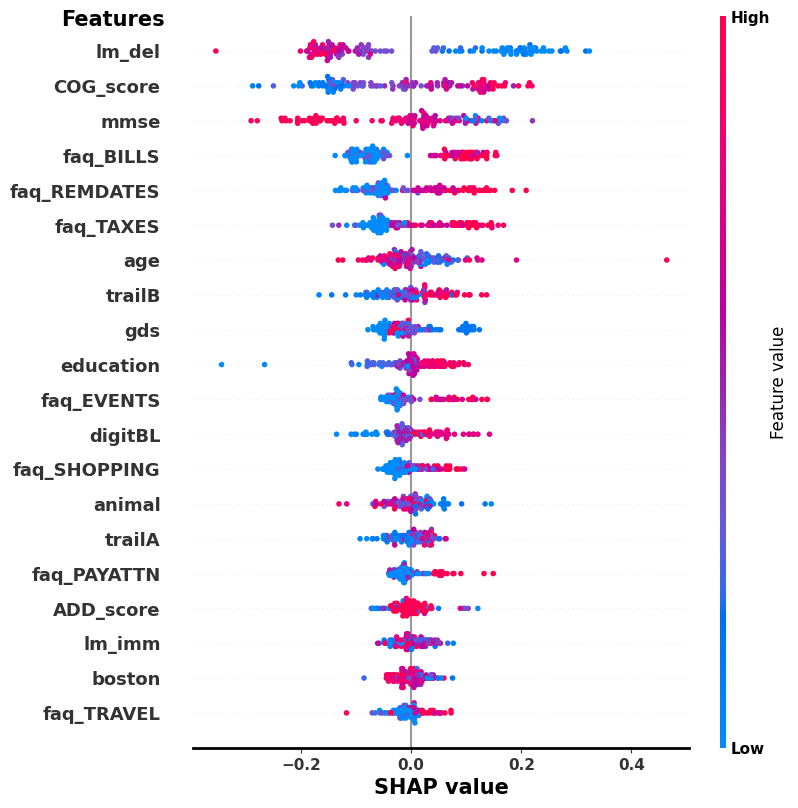 Features
High
lm_del
COG_score
mmse
faq_BILLS
faq_REMDATES
faq_TAXES
age
trailB
gds
education
faq_EVENTS
digitBL
faq_SHOPPING
animal
trailA
faq_PAYATTN
ADD_score
lm_imm
boston
faq_TRAVEL
Feature value
Low
−0.2 0.0 0.2 0.4
SHAP value